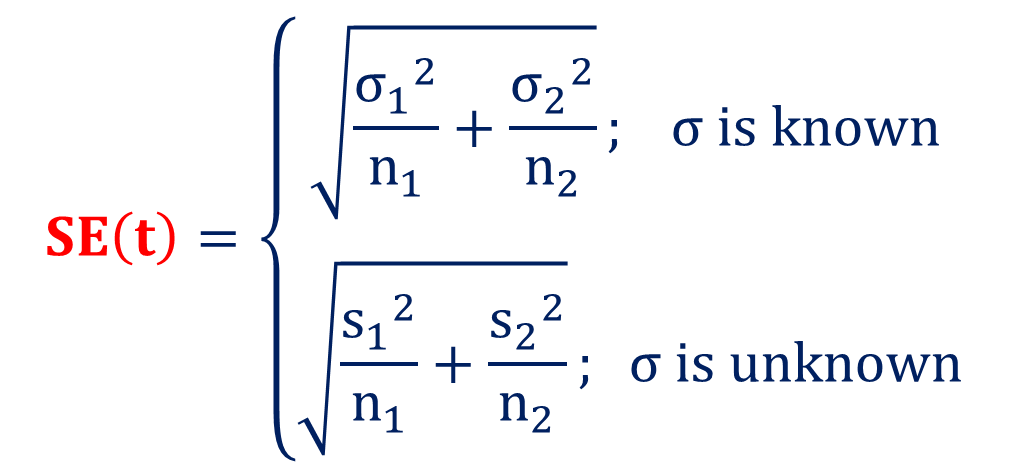 SE(t) = { √(σ₁²/n₁ + σ₂²/n₂) ; σ is known
√(s₁²/n₁ + s₂²/n₂) ; σ is unknown